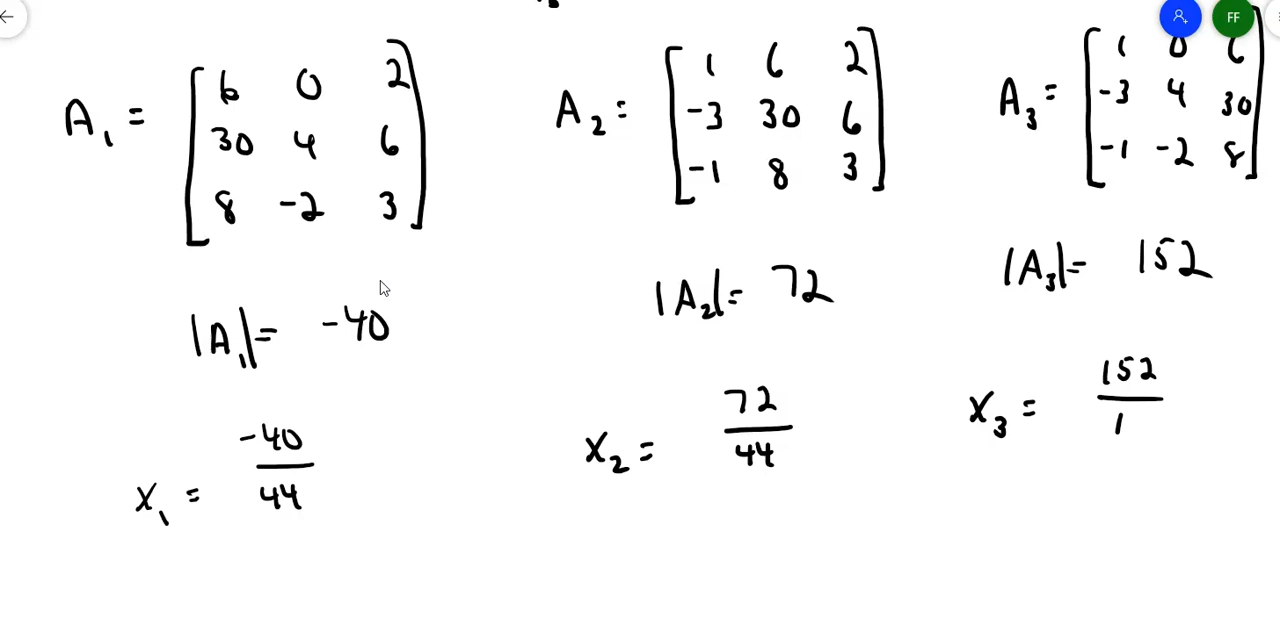 FF
A₁ = [6 0 2
30 4 6
8 -2 3]
|A₁| = -40
x₁ = -40/44
A₂ = [1 6 2
-3 30 6
-1 8 3]
|A₂| = 72
x₂ = 72/44
A₃ = [1 0 6
-3 4 30
-1 -2 8]
|A₃| = 152
x₃ = 152/1